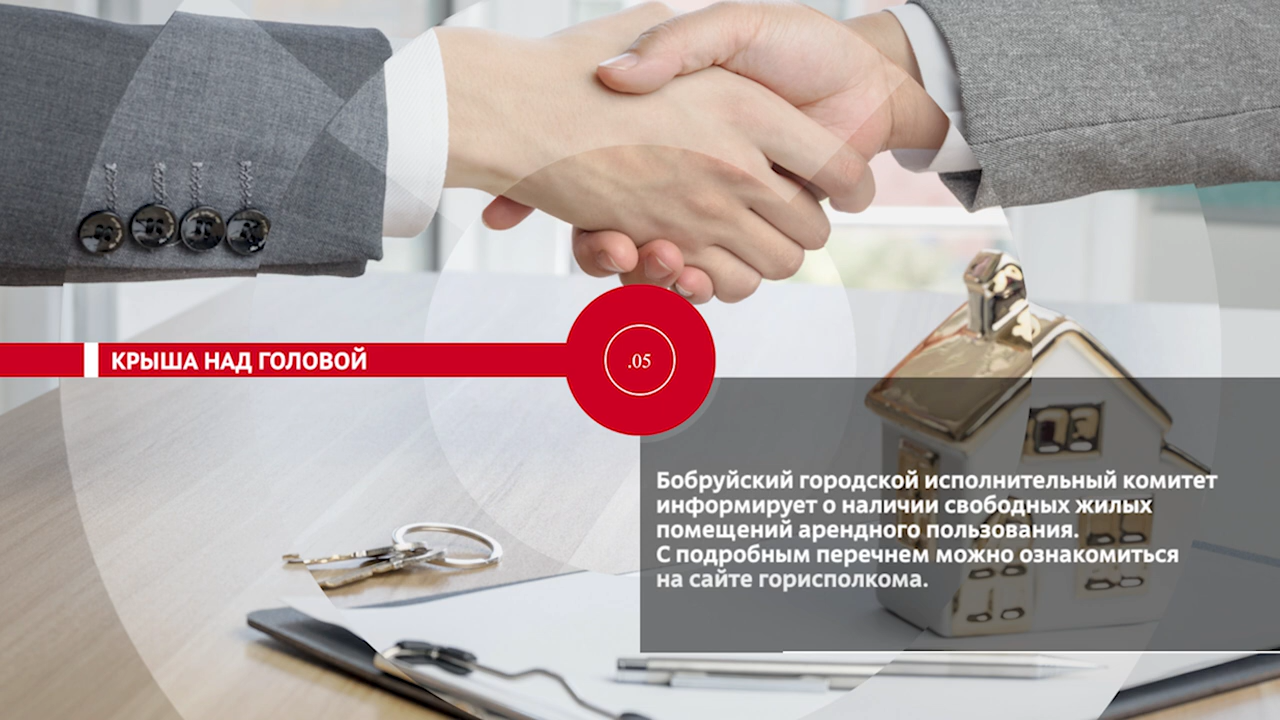 КРЫША НАД ГОЛОВОЙ
.05
Бобруйский городской исполнительный комитет
информирует о наличии свободных жилых
помещений арендного пользования.
С подробным перечнем можно ознакомиться
на сайте горисполкома.